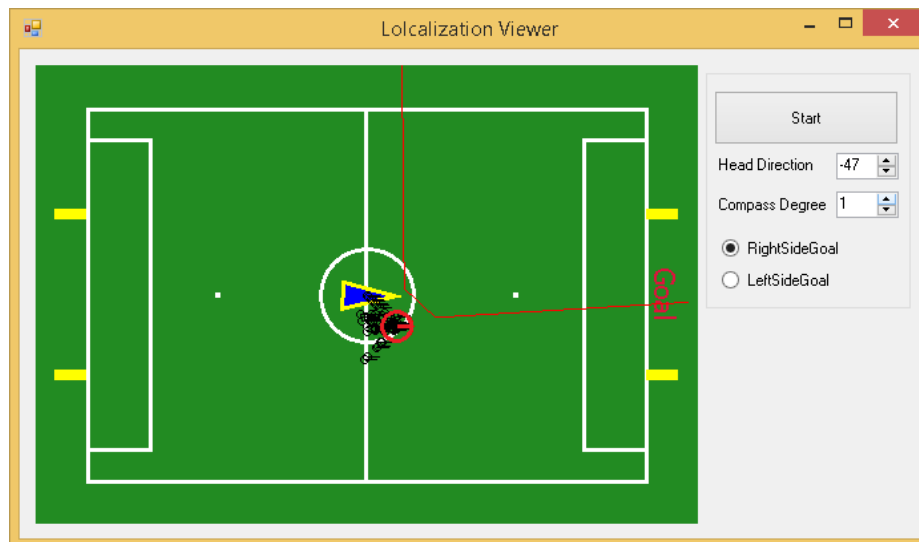 Lolcalization Viewer
Start
Head Direction -47
Compass Degree 1
RightSideGoal
LeftSideGoal
Goal